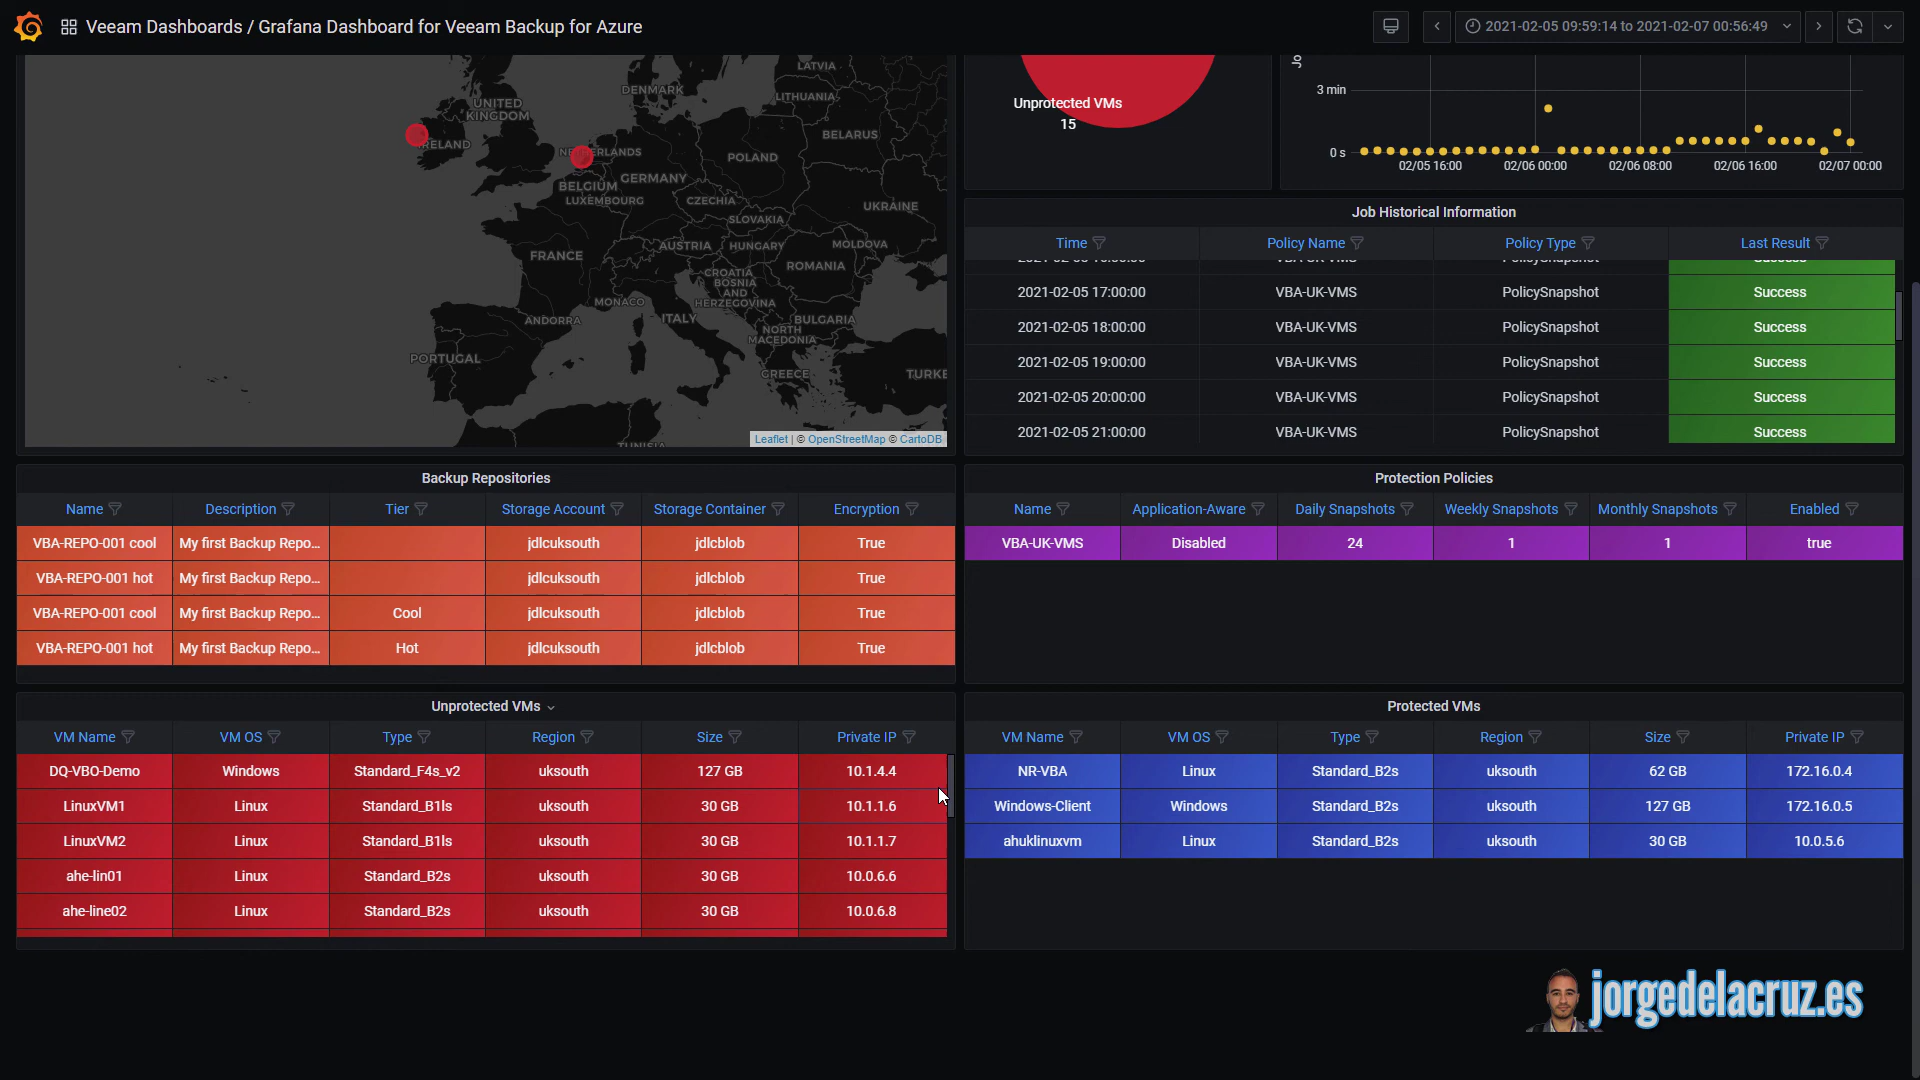 Veeam Dashboards / Grafana Dashboard for Veeam Backup for Azure
2021-02-05 09:59:14 to 2021-02-07 00:56:49
LATVIA
DENMARK
LITHUANIA
UNITED
KINGDOM
BELARUS
NETHERLANDS
IRELAND
POLAND
BELGIUM
GERMANY
LUXEMBOURG
CZECHIA
UKRAINE
SLOVAKIA
AUSTRIA
HUNGARY
MOLDOVA
FRANCE
ROMANIA
CROATIA
BOSNIA
AND
HERZEGOVINA
MONACO
ANDORRA
ITALY
BULGARIA
NORTH
MACEDONIA
PORTUGAL
GREECE
TURKE
TUNISIA
Leaflet | © OpenStreetMap © CartoDB
Unprotected VMs
15
Jo
3 min
0 s
02/05 16:00 02/06 00:00 02/06 08:00 02/06 16:00 02/07 00:00
Job Historical Information
Time Policy Name Policy Type Last Result
2021-02-05 16:00:00 VBA-UK-VMS PolicySnapshot Success
2021-02-05 17:00:00 VBA-UK-VMS PolicySnapshot Success
2021-02-05 18:00:00 VBA-UK-VMS PolicySnapshot Success
2021-02-05 19:00:00 VBA-UK-VMS PolicySnapshot Success
2021-02-05 20:00:00 VBA-UK-VMS PolicySnapshot Success
2021-02-05 21:00:00 VBA-UK-VMS PolicySnapshot Success
Backup Repositories
Name Description Tier Storage Account Storage Container Encryption
VBA-REPO-001 cool My first Backup Repo... jdlcuksouth jdlcblob True
VBA-REPO-001 hot My first Backup Repo... jdlcuksouth jdlcblob True
VBA-REPO-001 cool My first Backup Repo... Cool jdlcuksouth jdlcblob True
VBA-REPO-001 hot My first Backup Repo... Hot jdlcuksouth jdlcblob True
Protection Policies
Name Application-Aware Daily Snapshots Weekly Snapshots Monthly Snapshots Enabled
VBA-UK-VMS Disabled 24 1 1 true
Unprotected VMs
VM Name VM OS Type Region Size Private IP
DQ-VBO-Demo Windows Standard_F4s_v2 uksouth 127 GB 10.1.4.4
LinuxVM1 Linux Standard_B1ls uksouth 30 GB 10.1.1.6
LinuxVM2 Linux Standard_B1ls uksouth 30 GB 10.1.1.7
ahe-lin01 Linux Standard_B2s uksouth 30 GB 10.0.6.6
ahe-line02 Linux Standard_B2s uksouth 30 GB 10.0.6.8
Protected VMs
VM Name VM OS Type Region Size Private IP
NR-VBA Linux Standard_B2s uksouth 62 GB 172.16.0.4
Windows-Client Windows Standard_B2s uksouth 127 GB 172.16.0.5
ahuklinuxvm Linux Standard_B2s uksouth 30 GB 10.0.5.6
jorgedelacruz.es